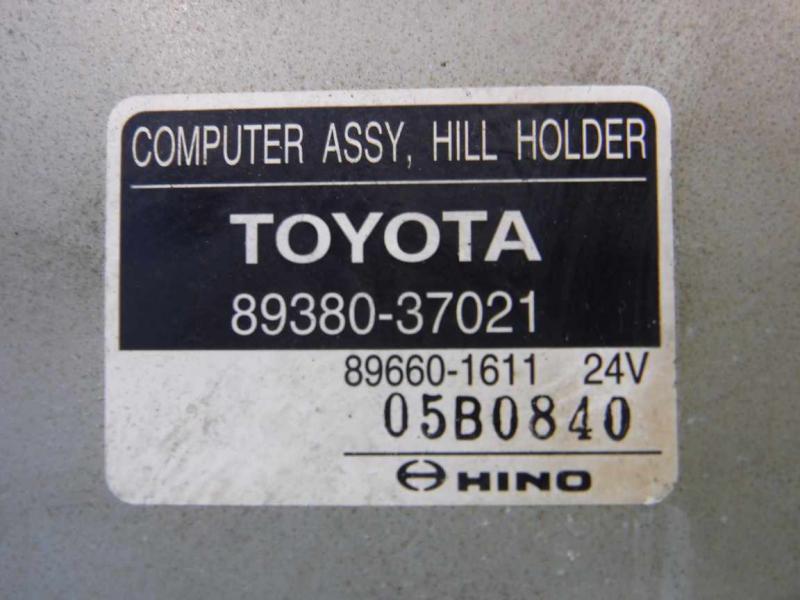 COMPUTER ASSY, HILL HOLDER
TOYOTA
89380-37021
89660-1611 24V
05B0840
HINO